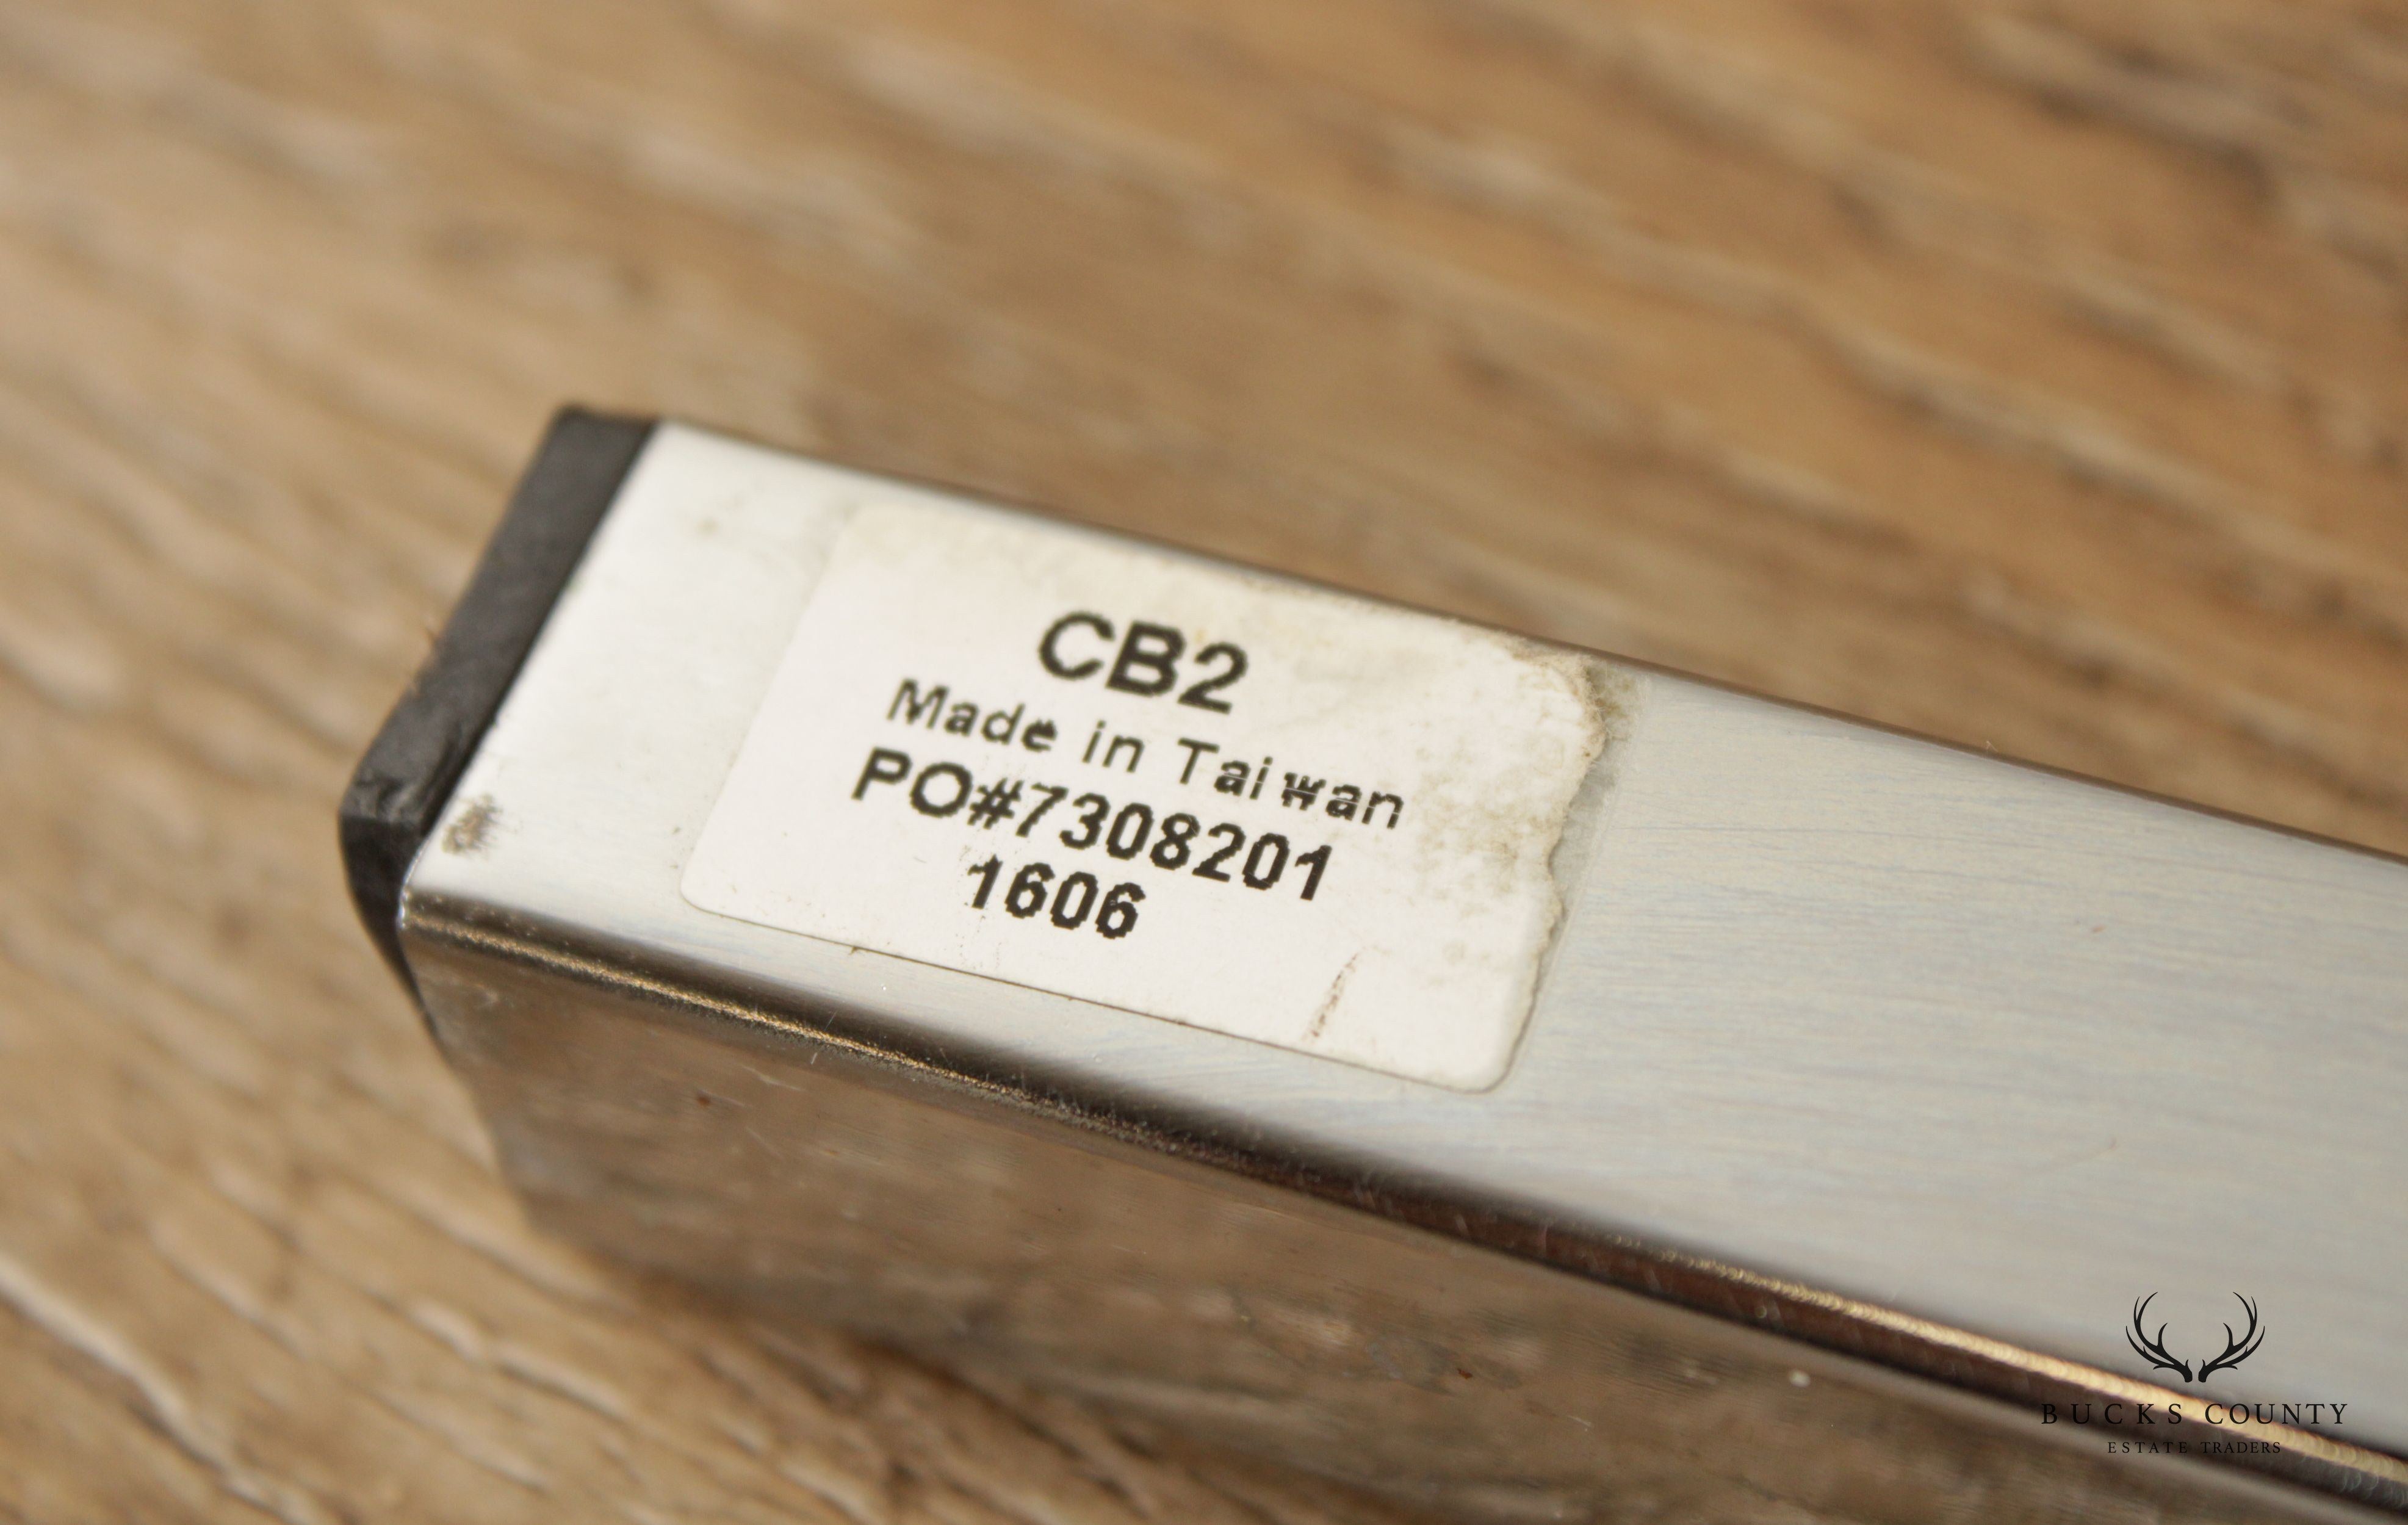 CB2
Made in Taiwan
PO#7308201
1606
BUCKS COUNTY
ESTATE TRADERS